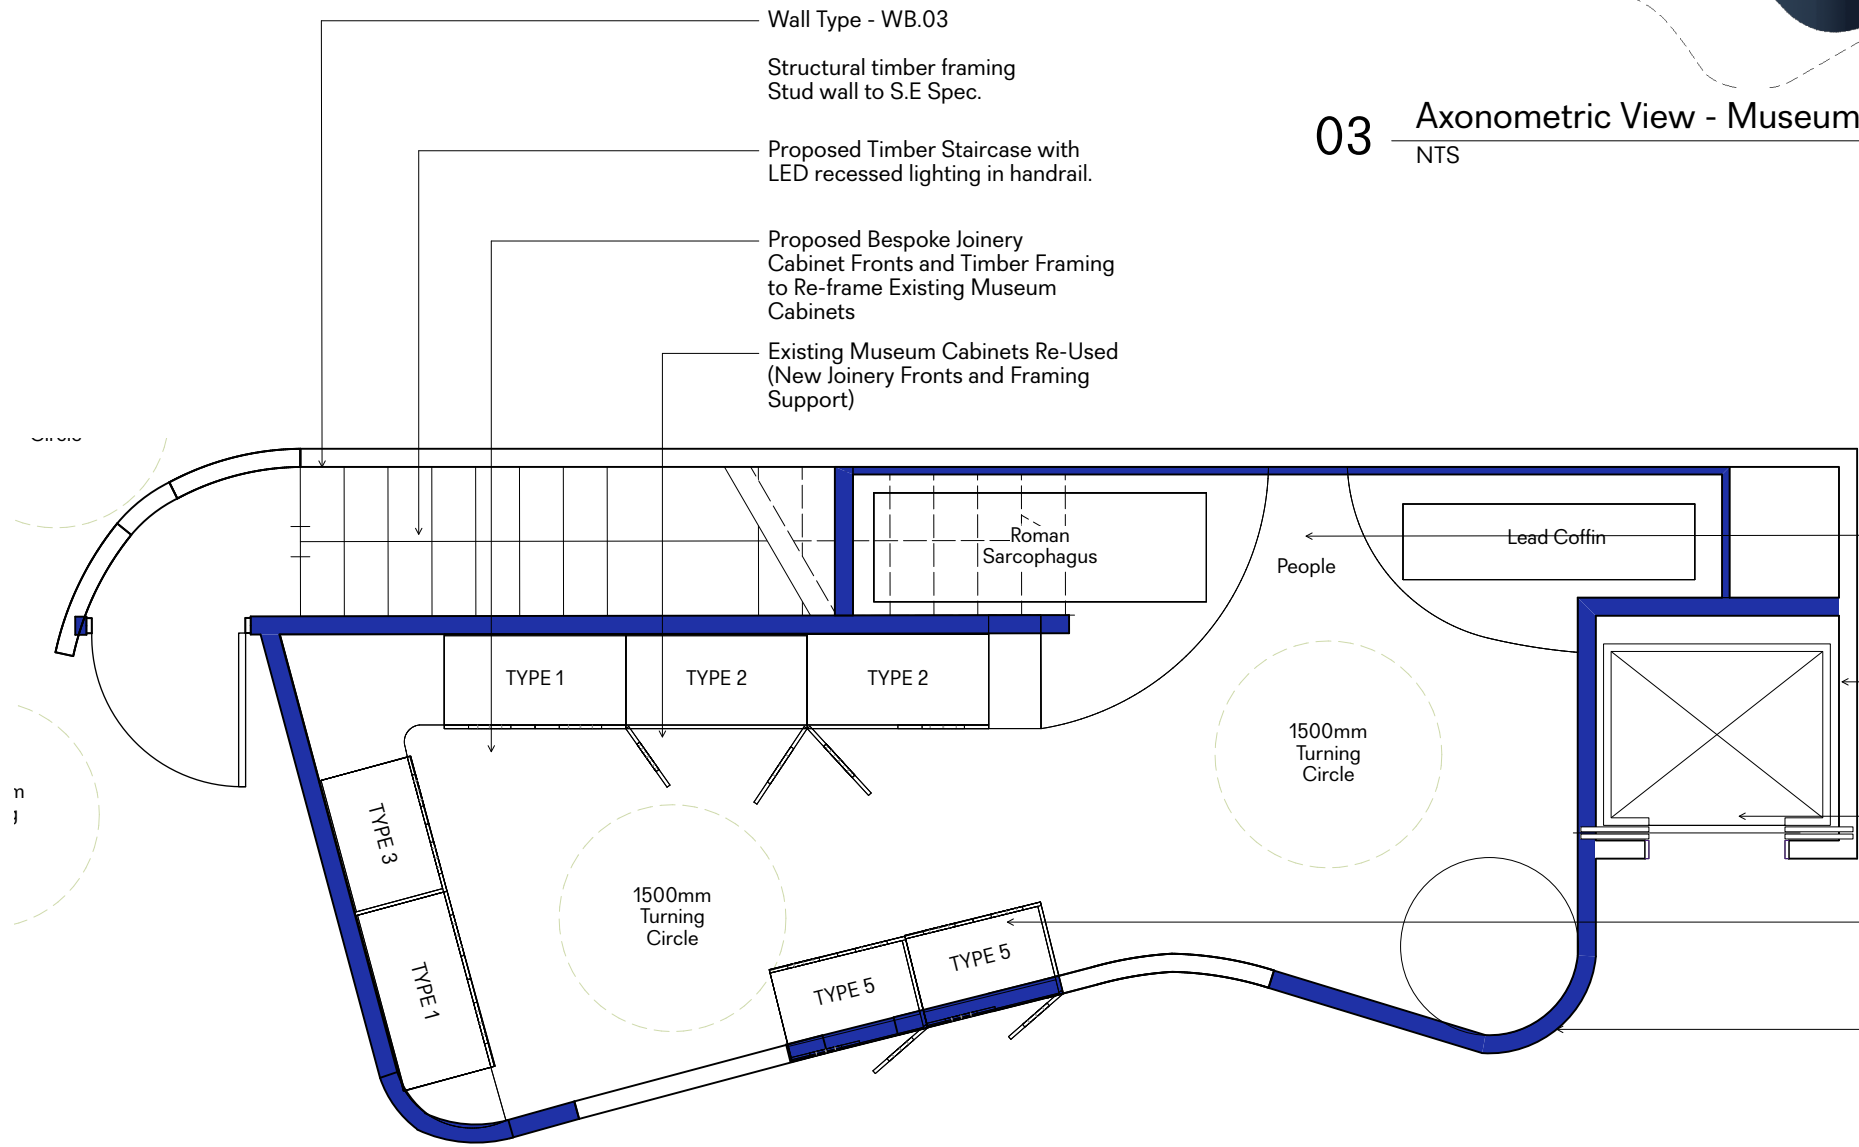 Wall Type - WB.03
Structural timber framing
Stud wall to S.E Spec.
03
Axonometric View - Museum
NTS
Proposed Timber Staircase with
LED recessed lighting in handrail.
Proposed Bespoke Joinery
Cabinet Fronts and Timber Framing
to Re-frame Existing Museum
Cabinets
Existing Museum Cabinets Re-Used
(New Joinery Fronts and Framing
Support)
Roman
Sarcophagus
People
Lead Coffin
TYPE 1
TYPE 2
TYPE 2
1500mm
Turning
Circle
TYPE 3
TYPE 1
1500mm
Turning
Circle
TYPE 5
TYPE 5